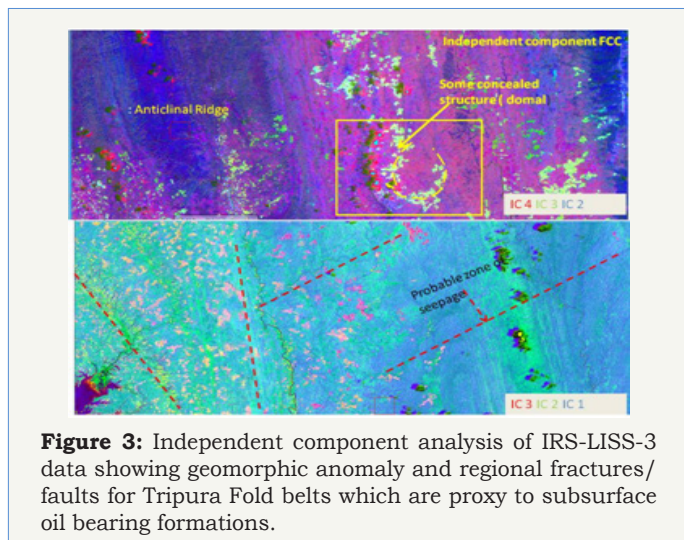 Independent component FCC
Some concealed
structure( domal)
: Anticlinal Ridge
IC 4 IC 3 IC 2
Probable zone of
seepage
IC 3 IC 2 IC 1
Figure 3: Independent component analysis of IRS-LISS-3
data showing geomorphic anomaly and regional fractures/
faults for Tripura Fold belts which are proxy to subsurface
oil bearing formations.